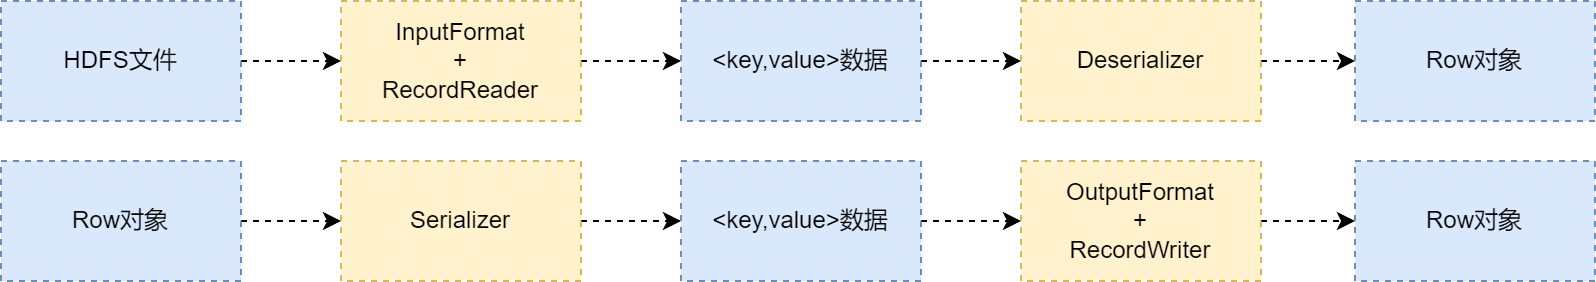 HDFS文件
InputFormat
+
RecordReader
<key,value>数据
Deserializer
Row对象
Row对象
Serializer
<key,value>数据
OutputFormat
+
RecordWriter
Row对象